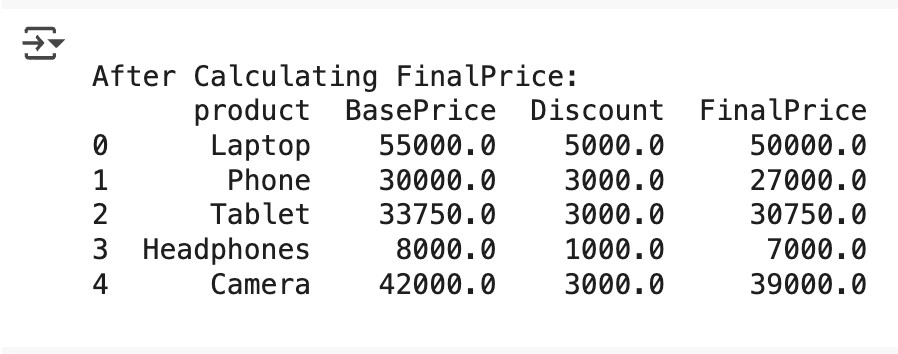 After Calculating FinalPrice:
product BasePrice Discount FinalPrice
0 Laptop 55000.0 5000.0 50000.0
1 Phone 30000.0 3000.0 27000.0
2 Tablet 33750.0 3000.0 30750.0
3 Headphones 8000.0 1000.0 7000.0
4 Camera 42000.0 3000.0 39000.0